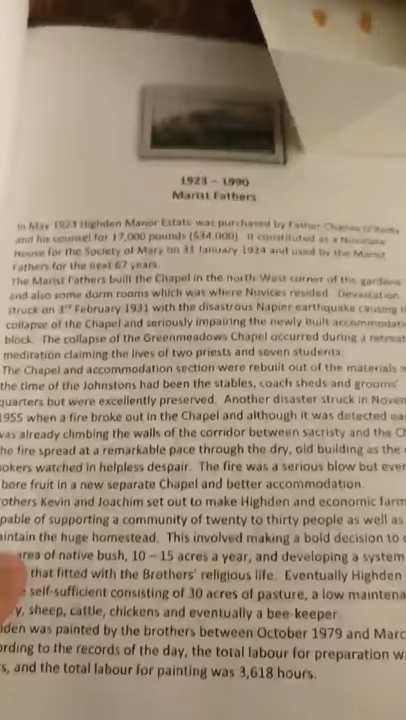 1923 – 1990
Marist Fathers
In May 1923 Highden Manor Estate was purchased by Father Charles O'Reilly
and his counsel for 17,000 pounds ($34,000). It constituted as a Novitiate
House for the Society of Mary on 31 January 1924 and used by the Marist
Fathers for the next 67 years.
The Marist Fathers built the Chapel in the north West corner of the gardens
and also some dorm rooms which was where Novices resided. Devastation
struck on 3rd February 1931 with the disastrous Napier earthquake causing
collapse of the Chapel and seriously impairing the newly built accommodation
block. The collapse of the Greenmeadows Chapel occurred during a retreat
meditation claiming the lives of two priests and seven students.
The Chapel and accommodation section were rebuilt out of the materials
the time of the Johnstons had been the stables, coach sheds and grooms'
quarters but were excellently preserved. Another disaster struck in Novem
1955 when a fire broke out in the Chapel and although it was detected
was already climbing the walls of the corridor between sacristy and the
he fire spread at a remarkable pace through the dry, old building as the
ookers watched in helpless despair. The fire was a serious blow but
bore fruit in a new separate Chapel and better accommodation.
others Kevin and Joachim set out to make Highden and economic farm
pable of supporting a community of twenty to thirty people as well as
aintain the huge homestead. This involved making a bold decision to
area of native bush, 10 – 15 acres a year, and developing a system
that fitted with the Brothers' religious life. Eventually Highden
self-sufficient consisting of 30 acres of pasture, a low maintena
y, sheep, cattle, chickens and eventually a bee-keeper.
den was painted by the brothers between October 1979 and Marc
ording to the records of the day, the total labour for preparation
s, and the total labour for painting was 3,618 hours.